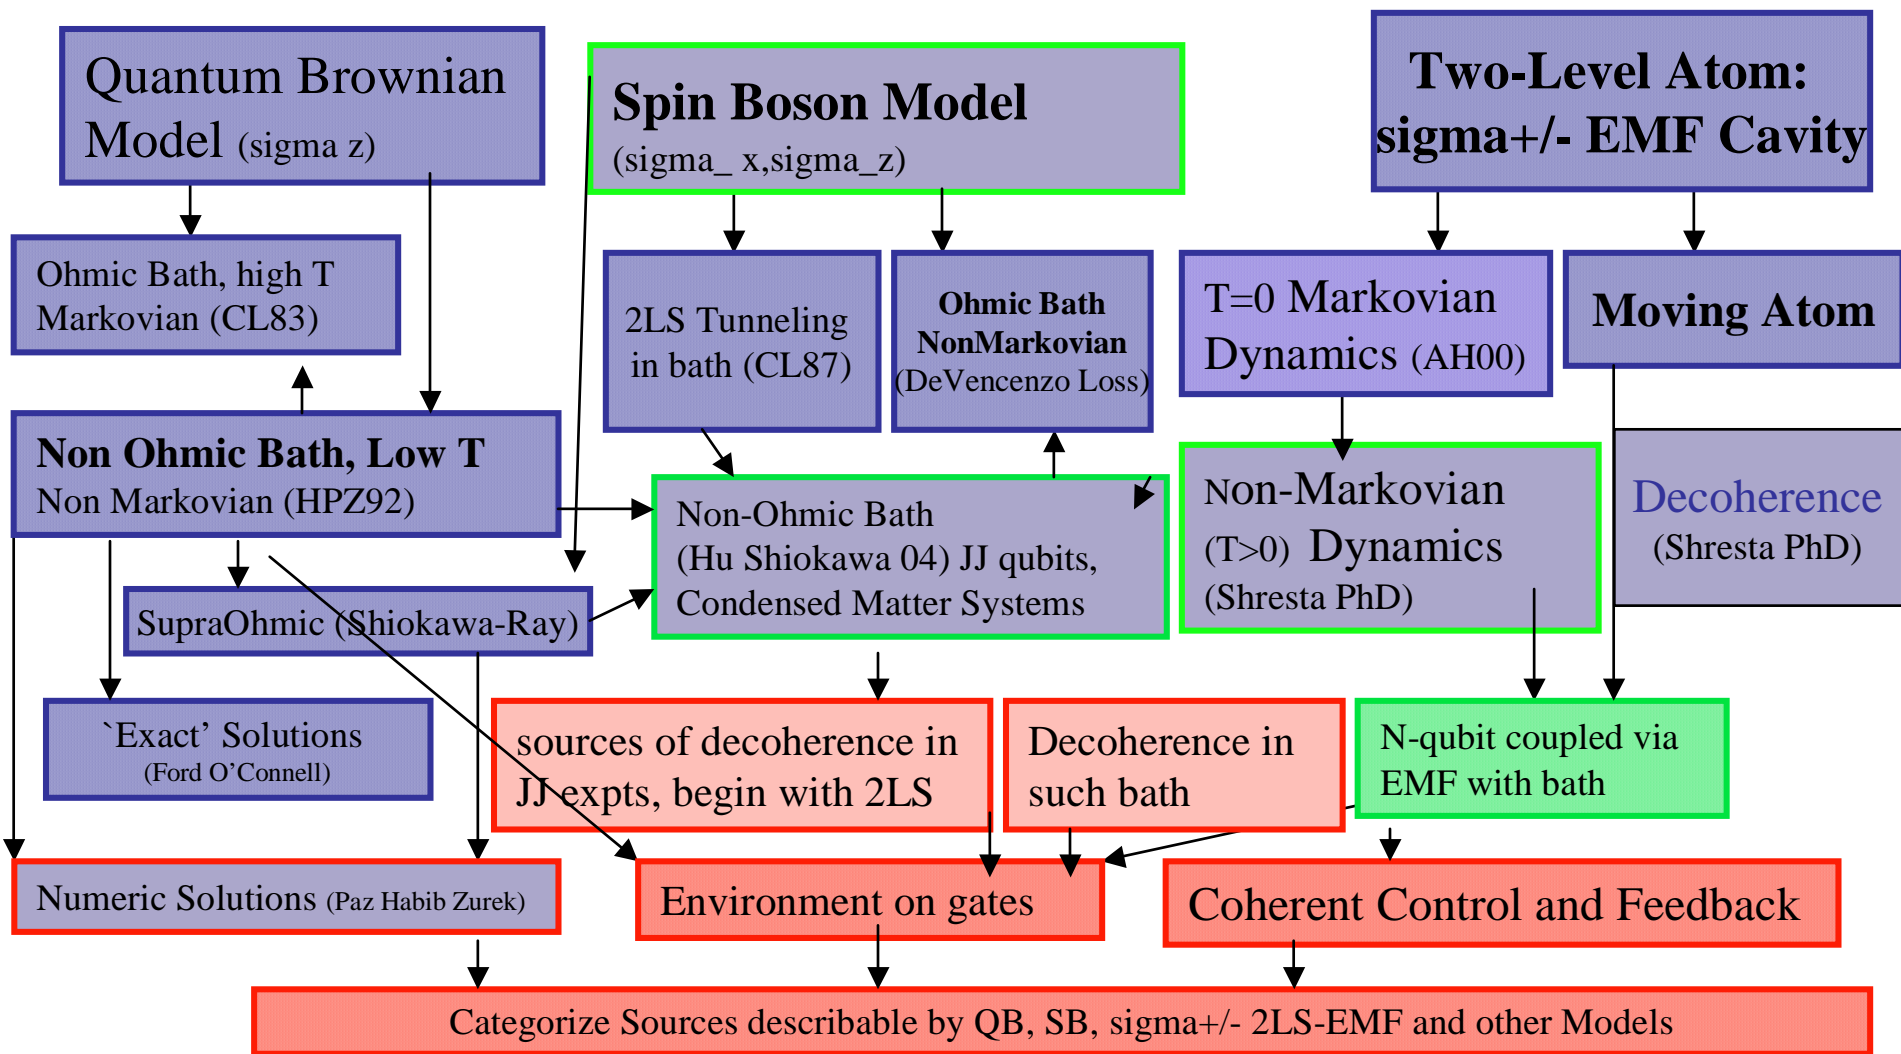 Quantum Brownian
Model (sigma z)
Spin Boson Model
(sigma_ x,sigma_z)
Two-Level Atom:
sigma+/- EMF Cavity
Ohmic Bath, high T
Markovian (CL83)
2LS Tunneling
in bath (CL87)
Ohmic Bath
NonMarkovian
(DeVencenzo Loss)
T=0 Markovian
Dynamics (AH00)
Moving Atom
Non Ohmic Bath, Low T
Non Markovian (HPZ92)
Non-Ohmic Bath
(Hu Shiokawa 04) JJ qubits,
Condensed Matter Systems
Non-Markovian
(T>0) Dynamics
(Shresta PhD)
Decoherence
(Shresta PhD)
SupraOhmic (Shiokawa-Ray)
`Exact’ Solutions
(Ford O’Connell)
sources of decoherence in
JJ expts, begin with 2LS
Decoherence in
such bath
N-qubit coupled via
EMF with bath
Numeric Solutions (Paz Habib Zurek)
Environment on gates
Coherent Control and Feedback
Categorize Sources describable by QB, SB, sigma+/- 2LS-EMF and other Models